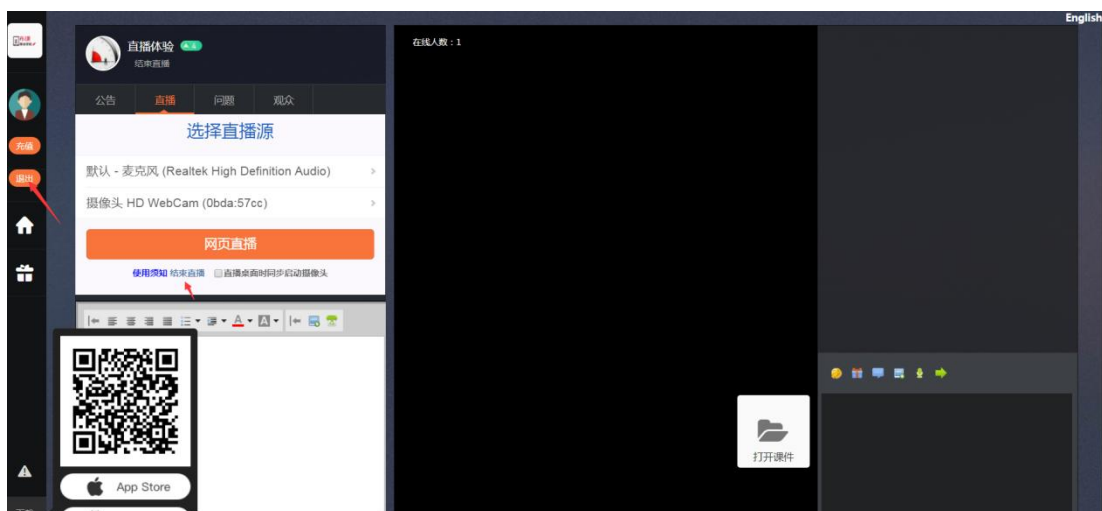 English
充值
退出
直播体验
结束直播
公告 直播 问题 观众
选择直播源
默认 - 麦克风 (Realtek High Definition Audio)
摄像头 HD WebCam (0bda:57cc)
网页直播
使用须知 结束直播 直播桌面时同步启动摄像头
App Store
在线人数 : 1
打开课件